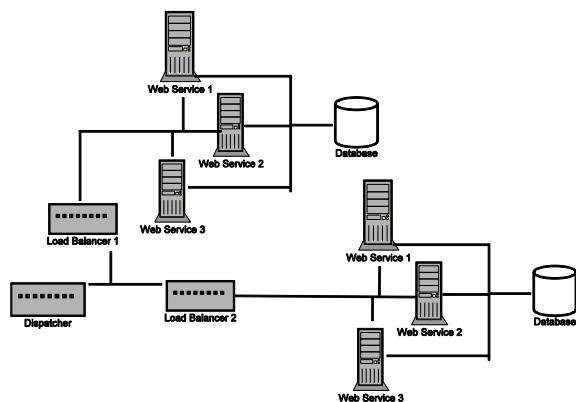 Web Service 1
Web Service 2
Database
Web Service 3
Load Balancer 1
Web Service 1
Load Balancer 2
Dispatcher
Web Service 2
Database
Web Service 3